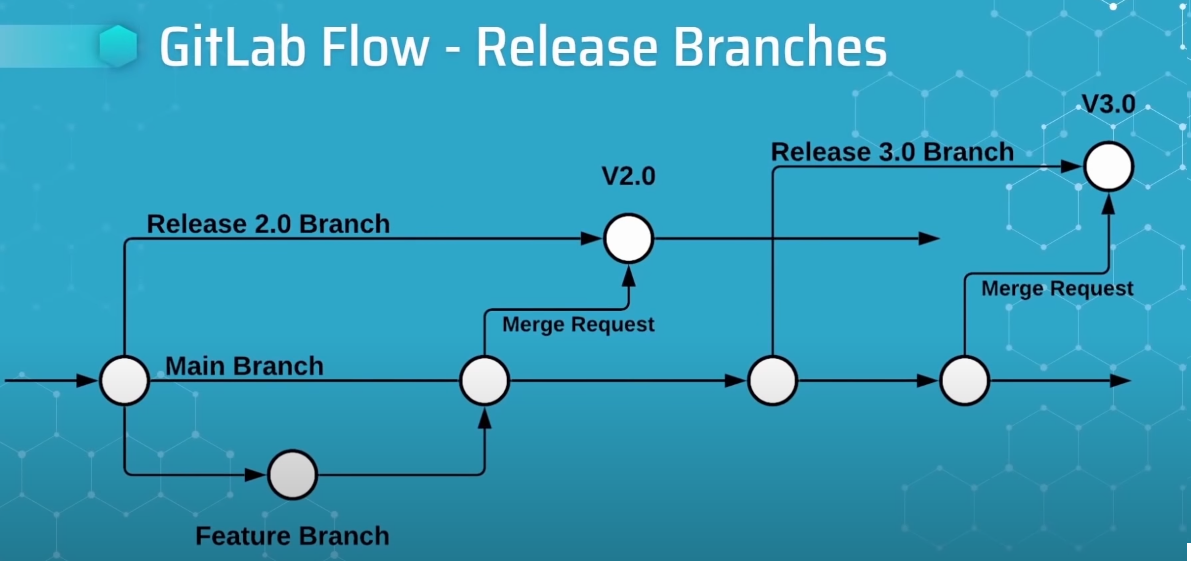 GitLab Flow - Release Branches
V3.0
Release 3.0 Branch
V2.0
Release 2.0 Branch
Merge Request
Merge Request
Main Branch
Feature Branch